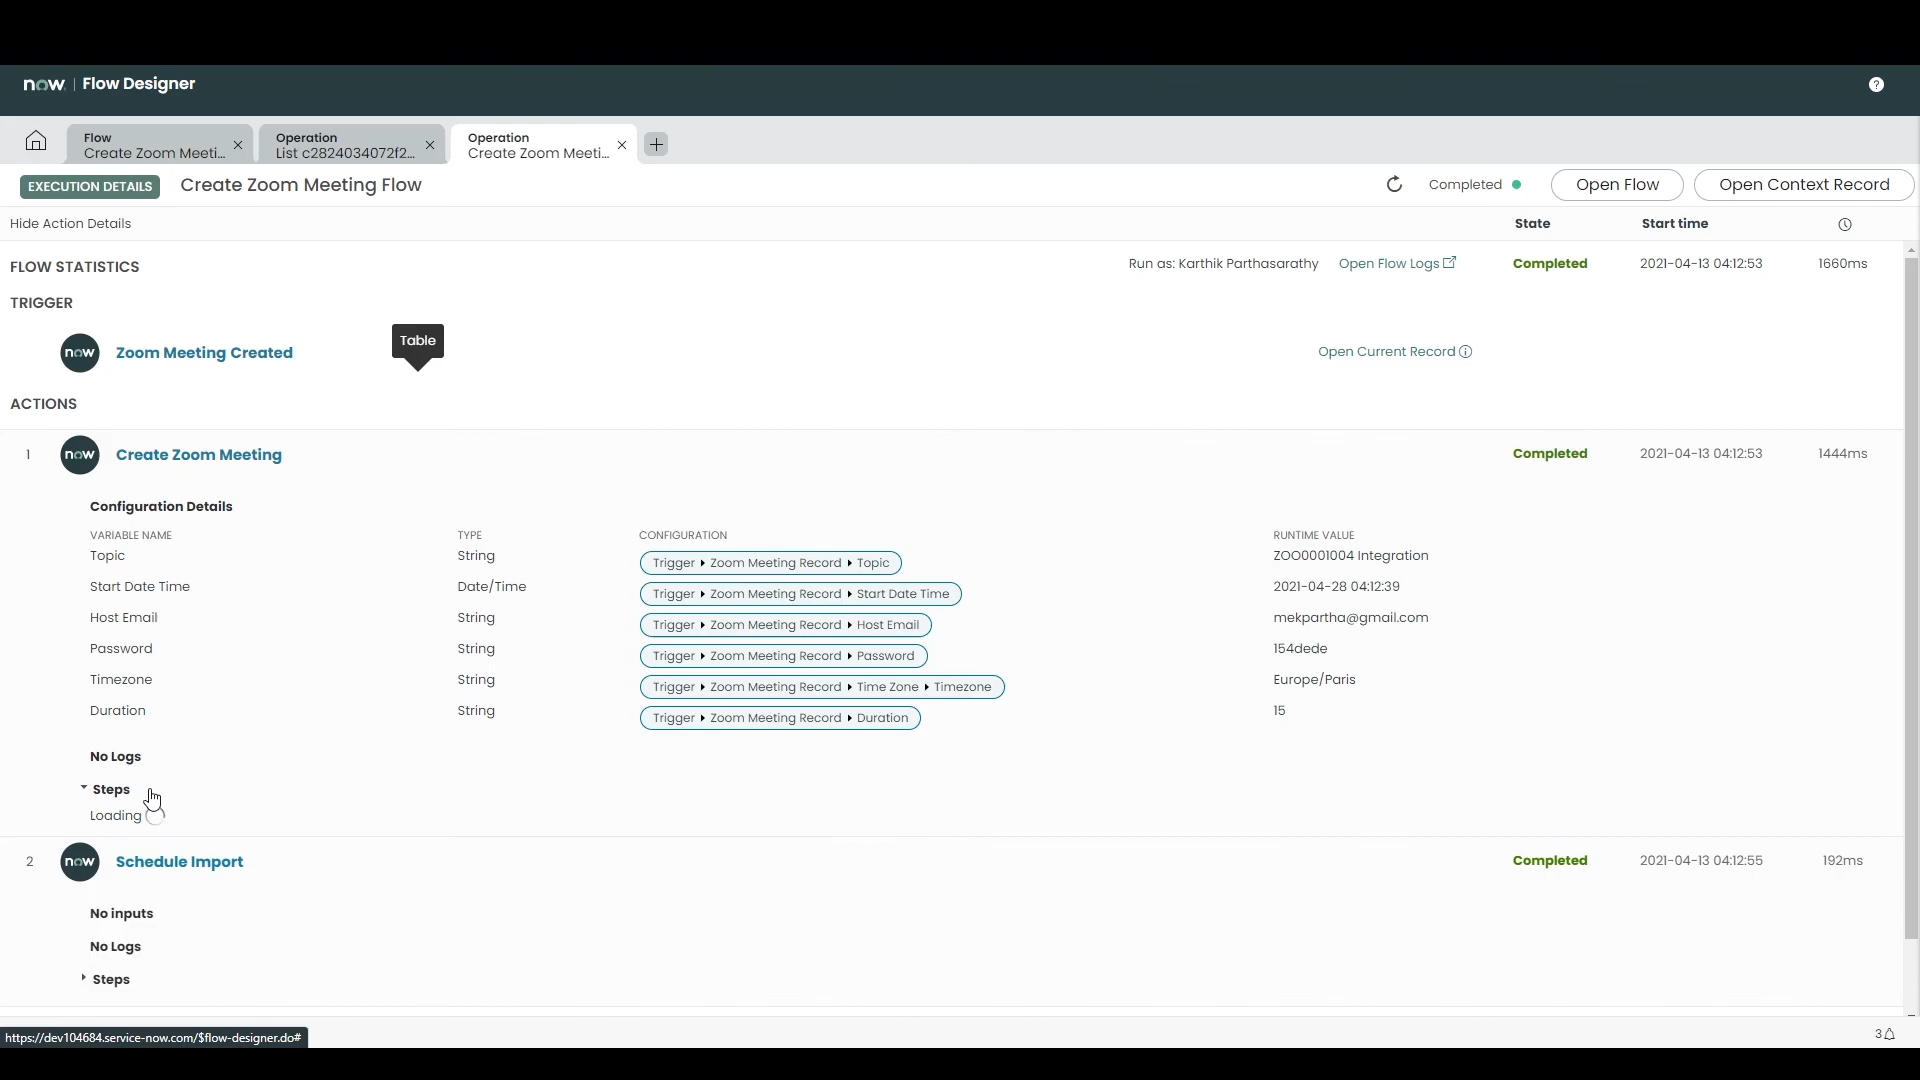 now. | Flow Designer
?
Flow
Create Zoom Meeti...
Operation
List c2824034072f2...
Operation
Create Zoom Meeti...
EXECUTION DETAILS Create Zoom Meeting Flow Completed Open Flow Open Context Record
Hide Action Details State Start time
FLOW STATISTICS Run as: Karthik Parthasarathy Open Flow Logs Completed 2021-04-13 04:12:53 1660ms
TRIGGER
Table
now Zoom Meeting Created Open Current Record
ACTIONS
1 now Create Zoom Meeting Completed 2021-04-13 04:12:53 1444ms
Configuration Details
VARIABLE NAME TYPE CONFIGURATION RUNTIME VALUE
Topic String Trigger Zoom Meeting Record Topic ZOO0001004 Integration
Start Date Time Date/Time Trigger Zoom Meeting Record Start Date Time 2021-04-28 04:12:39
Host Email String Trigger Zoom Meeting Record Host Email mekpartha@gmail.com
Password String Trigger Zoom Meeting Record Password 154dede
Timezone String Trigger Zoom Meeting Record Time Zone Timezone Europe/Paris
Duration String Trigger Zoom Meeting Record Duration 15
No Logs
Steps
Loading
2 now Schedule Import Completed 2021-04-13 04:12:55 192ms
No inputs
No Logs
Steps
https://dev104684.service-now.com/$flow-designer.do#
3